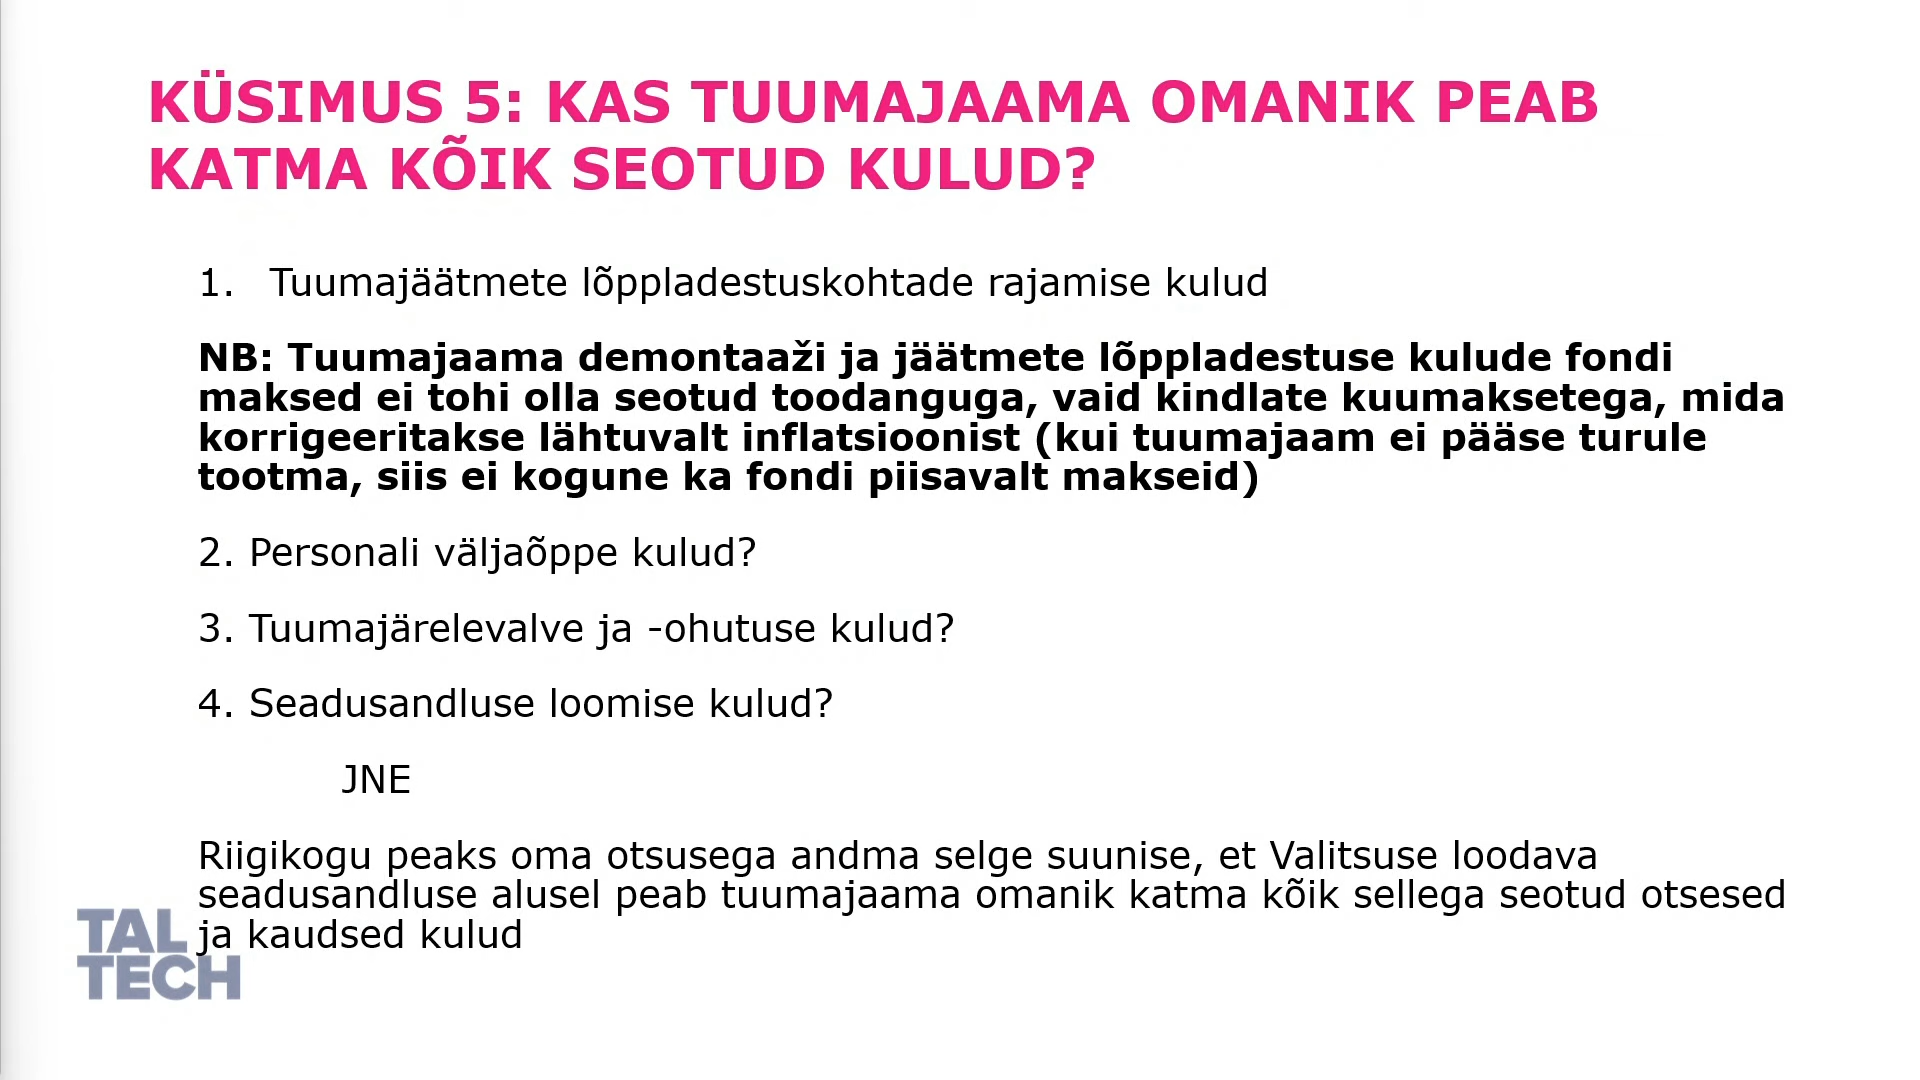 KÜSIMUS 5: KAS TUUMAJAAMA OMANIK PEAB
KATMA KÕIK SEOTUD KULUD?
1. Tuumajäätmete lõppladestuskohtade rajamise kulud
NB: Tuumajaama demontaaži ja jäätmete lõppladestuse kulude fondi
maksed ei tohi olla seotud toodanguga, vaid kindlate kuumaksetega, mida
korrigeeritakse lähtuvalt inflatsioonist (kui tuumajaam ei pääse turule
tootma, siis ei kogune ka fondi piisavalt makseid)
2. Personali väljaõppe kulud?
3. Tuumajärelevalve ja -ohutuse kulud?
4. Seadusandluse loomise kulud?
JNE
Riigikogu peaks oma otsusega andma selge suunise, et Valitsuse loodava
seadusandluse alusel peab tuumajaama omanik katma kõik sellega seotud otsesed
ja kaudsed kulud
TAL
TECH